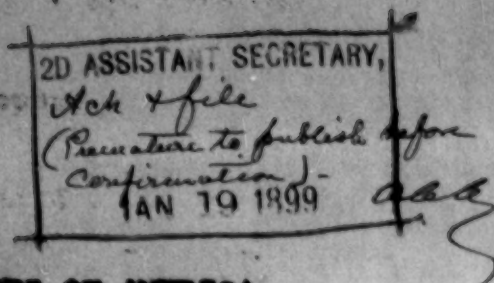 2D ASSISTANT SECRETARY,
Ack & file
(Premature to publish before
Confirmation).-
JAN 19 1899